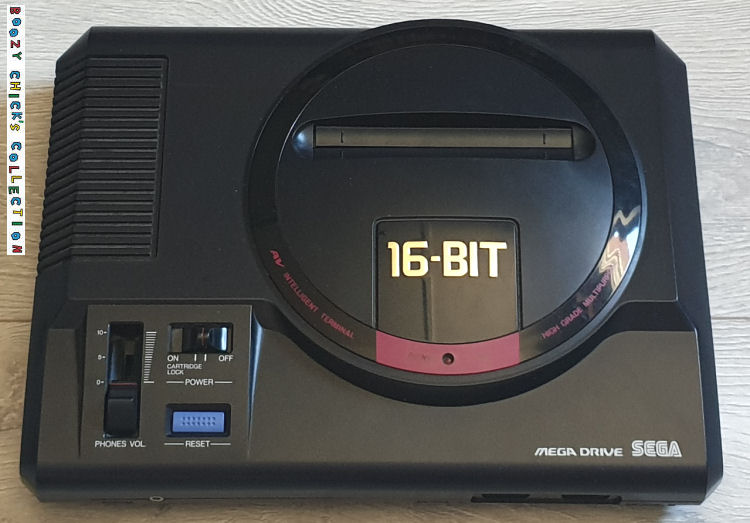 BOOZY CHICK'S COLLECTION
16-BIT
AV INTELLIGENT TERMINAL
HIGH GRADE MULTIPURPOSE
10
5
0
ON OFF
CARTRIDGE
LOCK
POWER
PHONES VOL
RESET
MEGA DRIVE SEGA